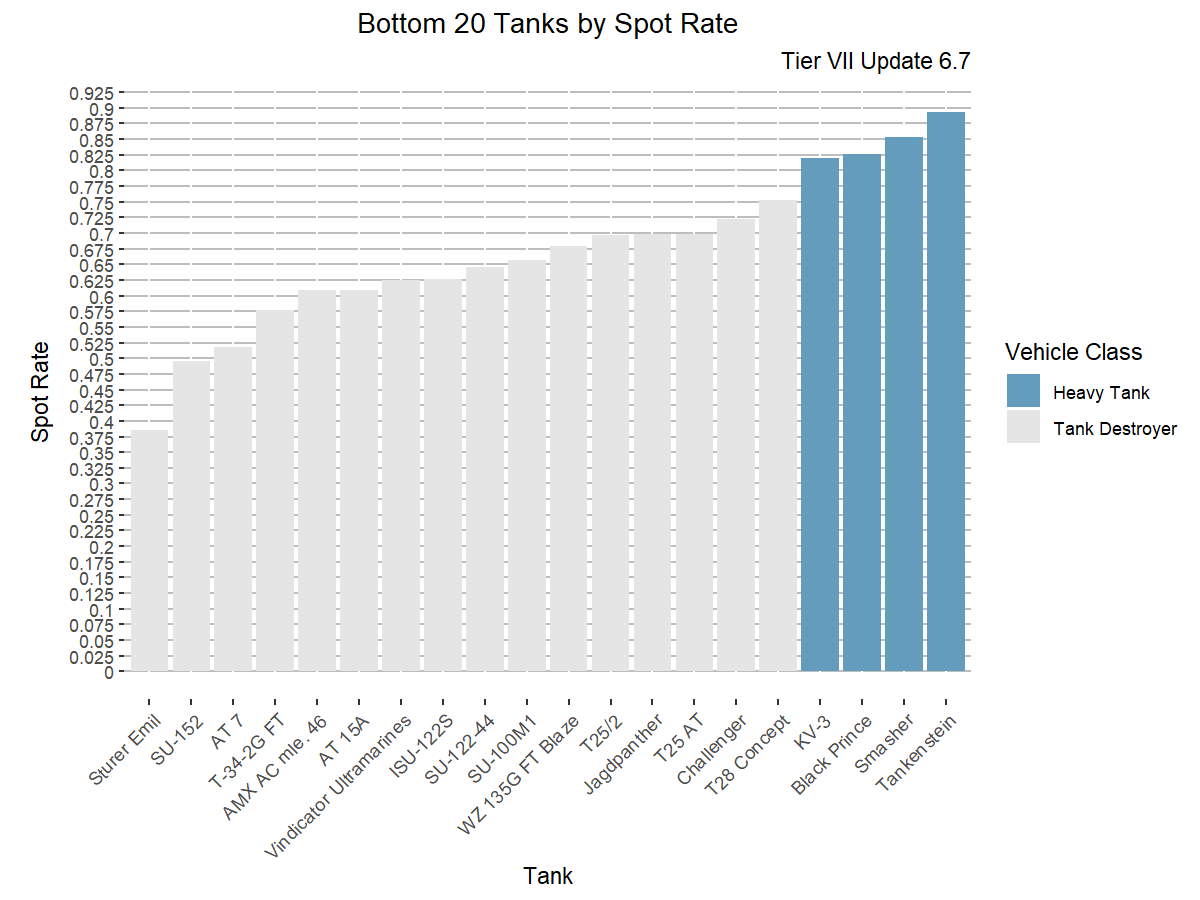 Bottom 20 Tanks by Spot Rate
Tier VII Update 6.7
0.925
0.9
0.875
0.85
0.825
0.8
0.775
0.75
0.725
0.7
0.675
0.65
0.625
0.6
0.575
0.55
0.525
0.5
0.475
0.45
0.425
0.4
0.375
0.35
0.325
0.3
0.275
0.25
0.225
0.2
0.175
0.15
0.125
0.1
0.075
0.05
0.025
0
Spot Rate
Sturer Emil
SU-152
AT 7
T-34-2G FT
AMX AC mle. 46
AT 15A
Vindicator Ultramarines
ISU-122S
SU-122-44
SU-100M1
WZ 135G FT Blaze
T25/2
Jagdpanther
T25 AT
Challenger
T28 Concept
KV-3
Black Prince
Smasher
Tankenstein
Tank
Vehicle Class
Heavy Tank
Tank Destroyer